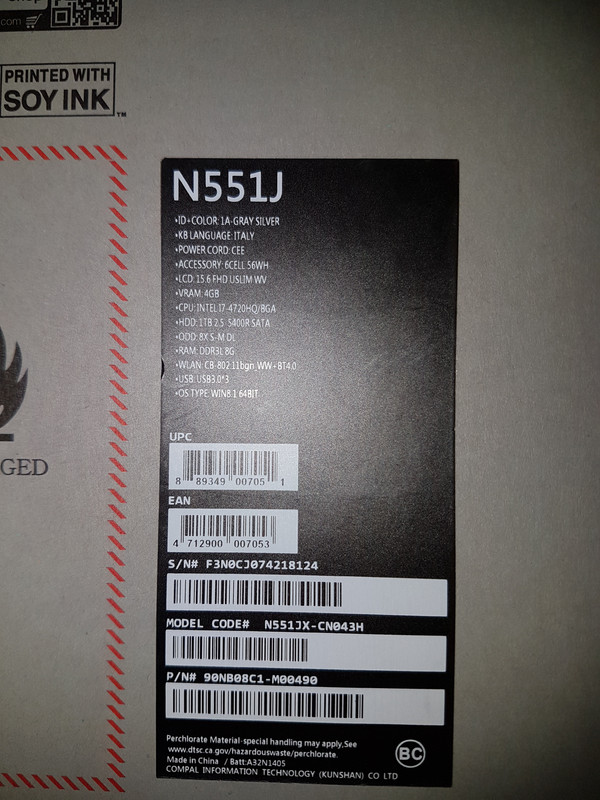 .com
PRINTED WITH
SOY INK
™
GED
N551J
•ID+COLOR: 1A-GRAY SILVER
•KB LANGUAGE: ITALY
•POWER CORD: CEE
•ACCESSORY: 6CELL 56WH
•LCD: 15.6 FHD USLIM WV
•VRAM: 4GB
•CPU: INTEL I7-4720HQ/BGA
•HDD: 1TB 2.5 5400R SATA
•ODD: 8X S-M DL
•RAM: DDR3L 8G
•WLAN: CB-802.11bgn_WW+BT4.0
•USB: USB3.0*3
•OS TYPE: WIN8.1 64BIT
UPC
8 89349 00705 1
EAN
4 712900 007053
S/N# F3N0CJ074218124
MODEL CODE# N551JX-CN043H
P/N# 90NB08C1-M00490
Perchlorate Material-special handling may apply,See
www.dtsc.ca.gov/hazardouswaste/perchlorate.
Made in China / Batt:A32N1405
COMPAL INFORMATION TECHNOLOGY (KUNSHAN) CO LTD
BC